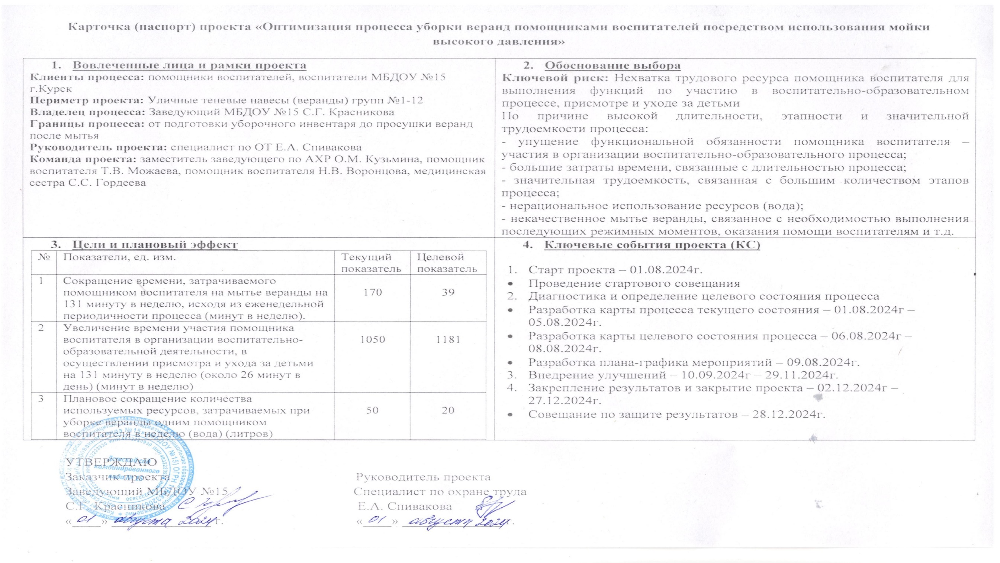 Карточка (паспорт) проекта «Оптимизация процесса уборки веранд помощниками воспитателей посредством использования мойки
высокого давления»
1. Вовлеченные лица и рамки проекта
Клиенты процесса: помощники воспитателей, воспитатели МБДОУ №15
г.Курск
Периметр проекта: Уличные теневые навесы (веранды) групп №1-12
Владелец процесса: Заведующий МБДОУ №15 С.Г. Красникова
Границы процесса: от подготовки уборочного инвентаря до просушки веранд
после мытья
Руководитель проекта: специалист по ОТ Е.А. Спивакова
Команда проекта: заместитель заведующего по АХР О.М. Кузьмина, помощник
воспитателя Т.В. Можаева, помощник воспитателя Н.В. Воронцова, медицинская
сестра С.С. Гордеева
2. Обоснование выбора
Ключевой риск: Нехватка трудового ресурса помощника воспитателя для
выполнения функций по участию в воспитательно-образовательном
процессе, присмотре и уходе за детьми
По причине высокой длительности, этапности и значительной
трудоемкости процесса:
- упущение функциональной обязанности помощника воспитателя –
участия в организации воспитательно-образовательного процесса;
- большие затраты времени, связанные с длительностью процесса;
- значительная трудоемкость, связанная с большим количеством этапов
процесса;
- нерациональное использование ресурсов (вода);
- некачественное мытье веранды, связанное с необходимостью выполнения
последующих режимных моментов, оказания помощи воспитателям и т.д.
3. Цели и плановый эффект
№ Показатели, ед. изм. Текущий показатель Целевой показатель
1 Сокращение времени, затрачиваемого
помощником воспитателя на мытье веранды на 170 39
131 минуту в неделю, исходя из еженедельной
периодичности процесса (минут в неделю).
2 Увеличение времени участия помощника
воспитателя в организации воспитательно- 1050 1181
образовательной деятельности, в
осуществлении присмотра и ухода за детьми
на 131 минуту в неделю (около 26 минут в
день) (минут в неделю)
3 Плановое сокращение количества
используемых ресурсов, затрачиваемых при 50 20
уборке веранды одним помощником
воспитателя в неделю (вода) (литров)
4. Ключевые события проекта (КС)
1. Старт проекта – 01.08.2024г.
• Проведение стартового совещания
2. Диагностика и определение целевого состояния процесса
• Разработка карты процесса текущего состояния – 01.08.2024г –
05.08.2024г.
• Разработка карты целевого состояния процесса – 06.08.2024г –
08.08.2024г.
• Разработка плана-графика мероприятий – 09.08.2024г.
3. Внедрение улучшений – 10.09.2024г – 29.11.2024г.
4. Закрепление результатов и закрытие проекта – 02.12.2024г –
27.12.2024г.
• Совещание по защите результатов – 28.12.2024г.
УТВЕРЖДАЮ
Заказчик проекта
Заведующий МБДОУ №15
С.Г. Красникова
«01» августа 2024г.
Руководитель проекта
Специалист по охране труда
Е.А. Спивакова
«01» августа 2024г.
Детский сад
комбинированного
вида № 15
ИНН 4632223930